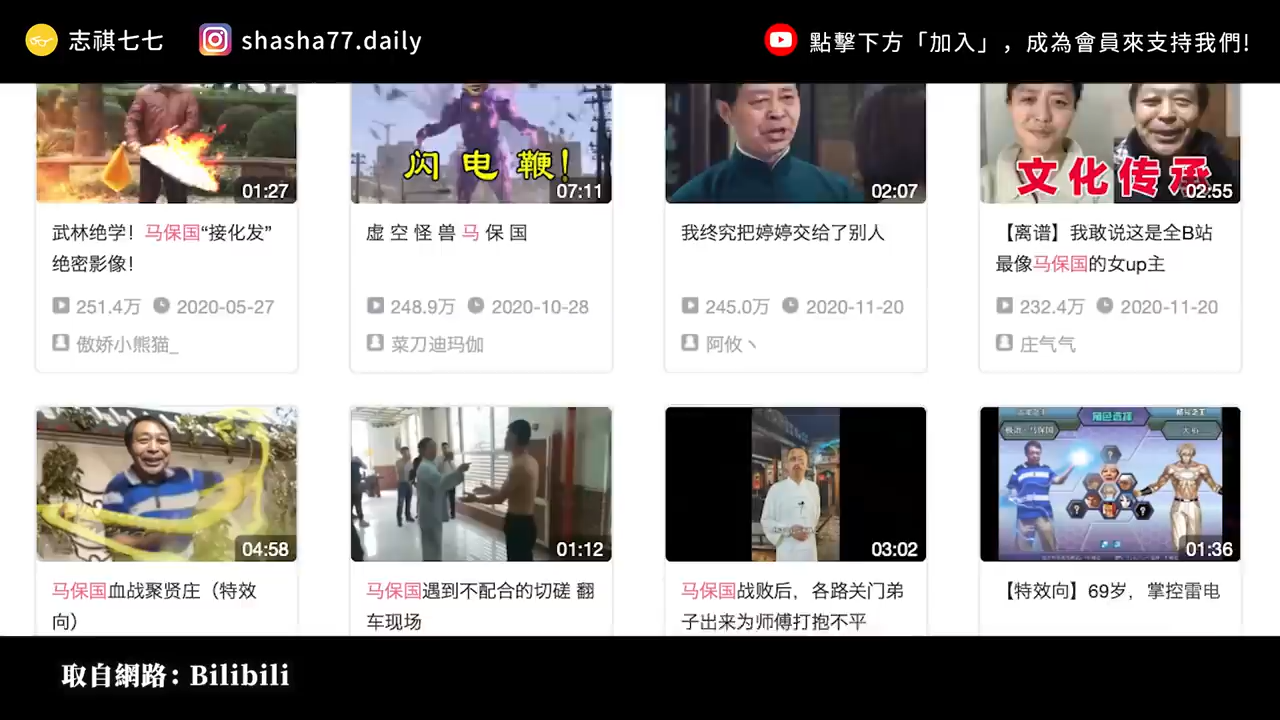 志祺七七
shasha77.daily
點擊下方「加入」，成為會員來支持我們!
01:27
闪电鞭!
07:11
02:07
文化传承
02:55
武林绝学！马保国“接化发”
绝密影像！
251.4万 2020-05-27
傲娇小熊猫_
虚 空 怪 兽 马 保 国
248.9万 2020-10-28
菜刀迪玛伽
我终究把婷婷交给了别人
245.0万 2020-11-20
阿攸丶
【离谱】我敢说这是全B站
最像马保国的女up主
232.4万 2020-11-20
庄气气
04:58
01:12
03:02
角色选择
01:36
马保国血战聚贤庄（特效
向）
马保国遇到不配合的切磋 翻
车现场
马保国战败后，各路关门弟
子出来为师傅打抱不平
【特效向】69岁，掌控雷电
取自網路：Bilibili